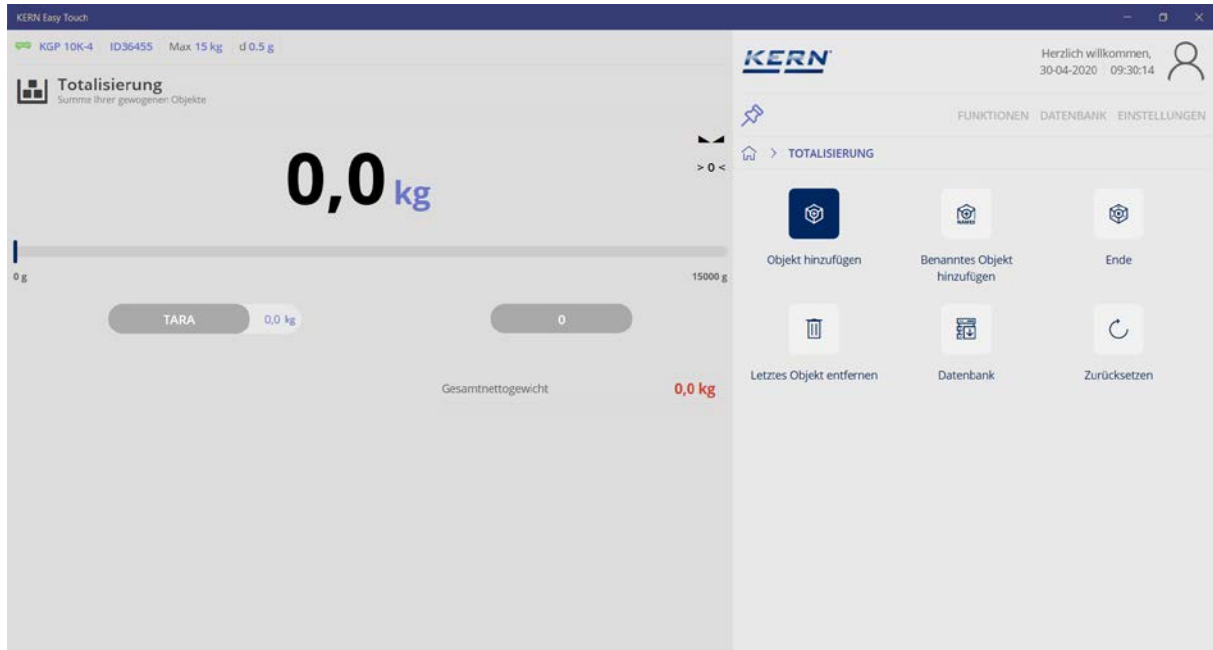 KERN Easy Touch
KGP 10K-4 ID36455 Max 15 kg d 0.5 g
Totalisierung
Summe Ihrer gewogenen Objekte
0,0 kg
> 0 <
0 g 15000 g
TARA 0,0 kg 0
Gesamtnettogewicht 0,0 kg
KERN
Herzlich willkommen,
30-04-2020 09:30:14
FUNKTIONEN DATENBANK EINSTELLUNGEN
> TOTALISIERUNG
Objekt hinzufügen
Benanntes Objekt
hinzufügen
Ende
Letztes Objekt entfernen
Datenbank
Zurücksetzen